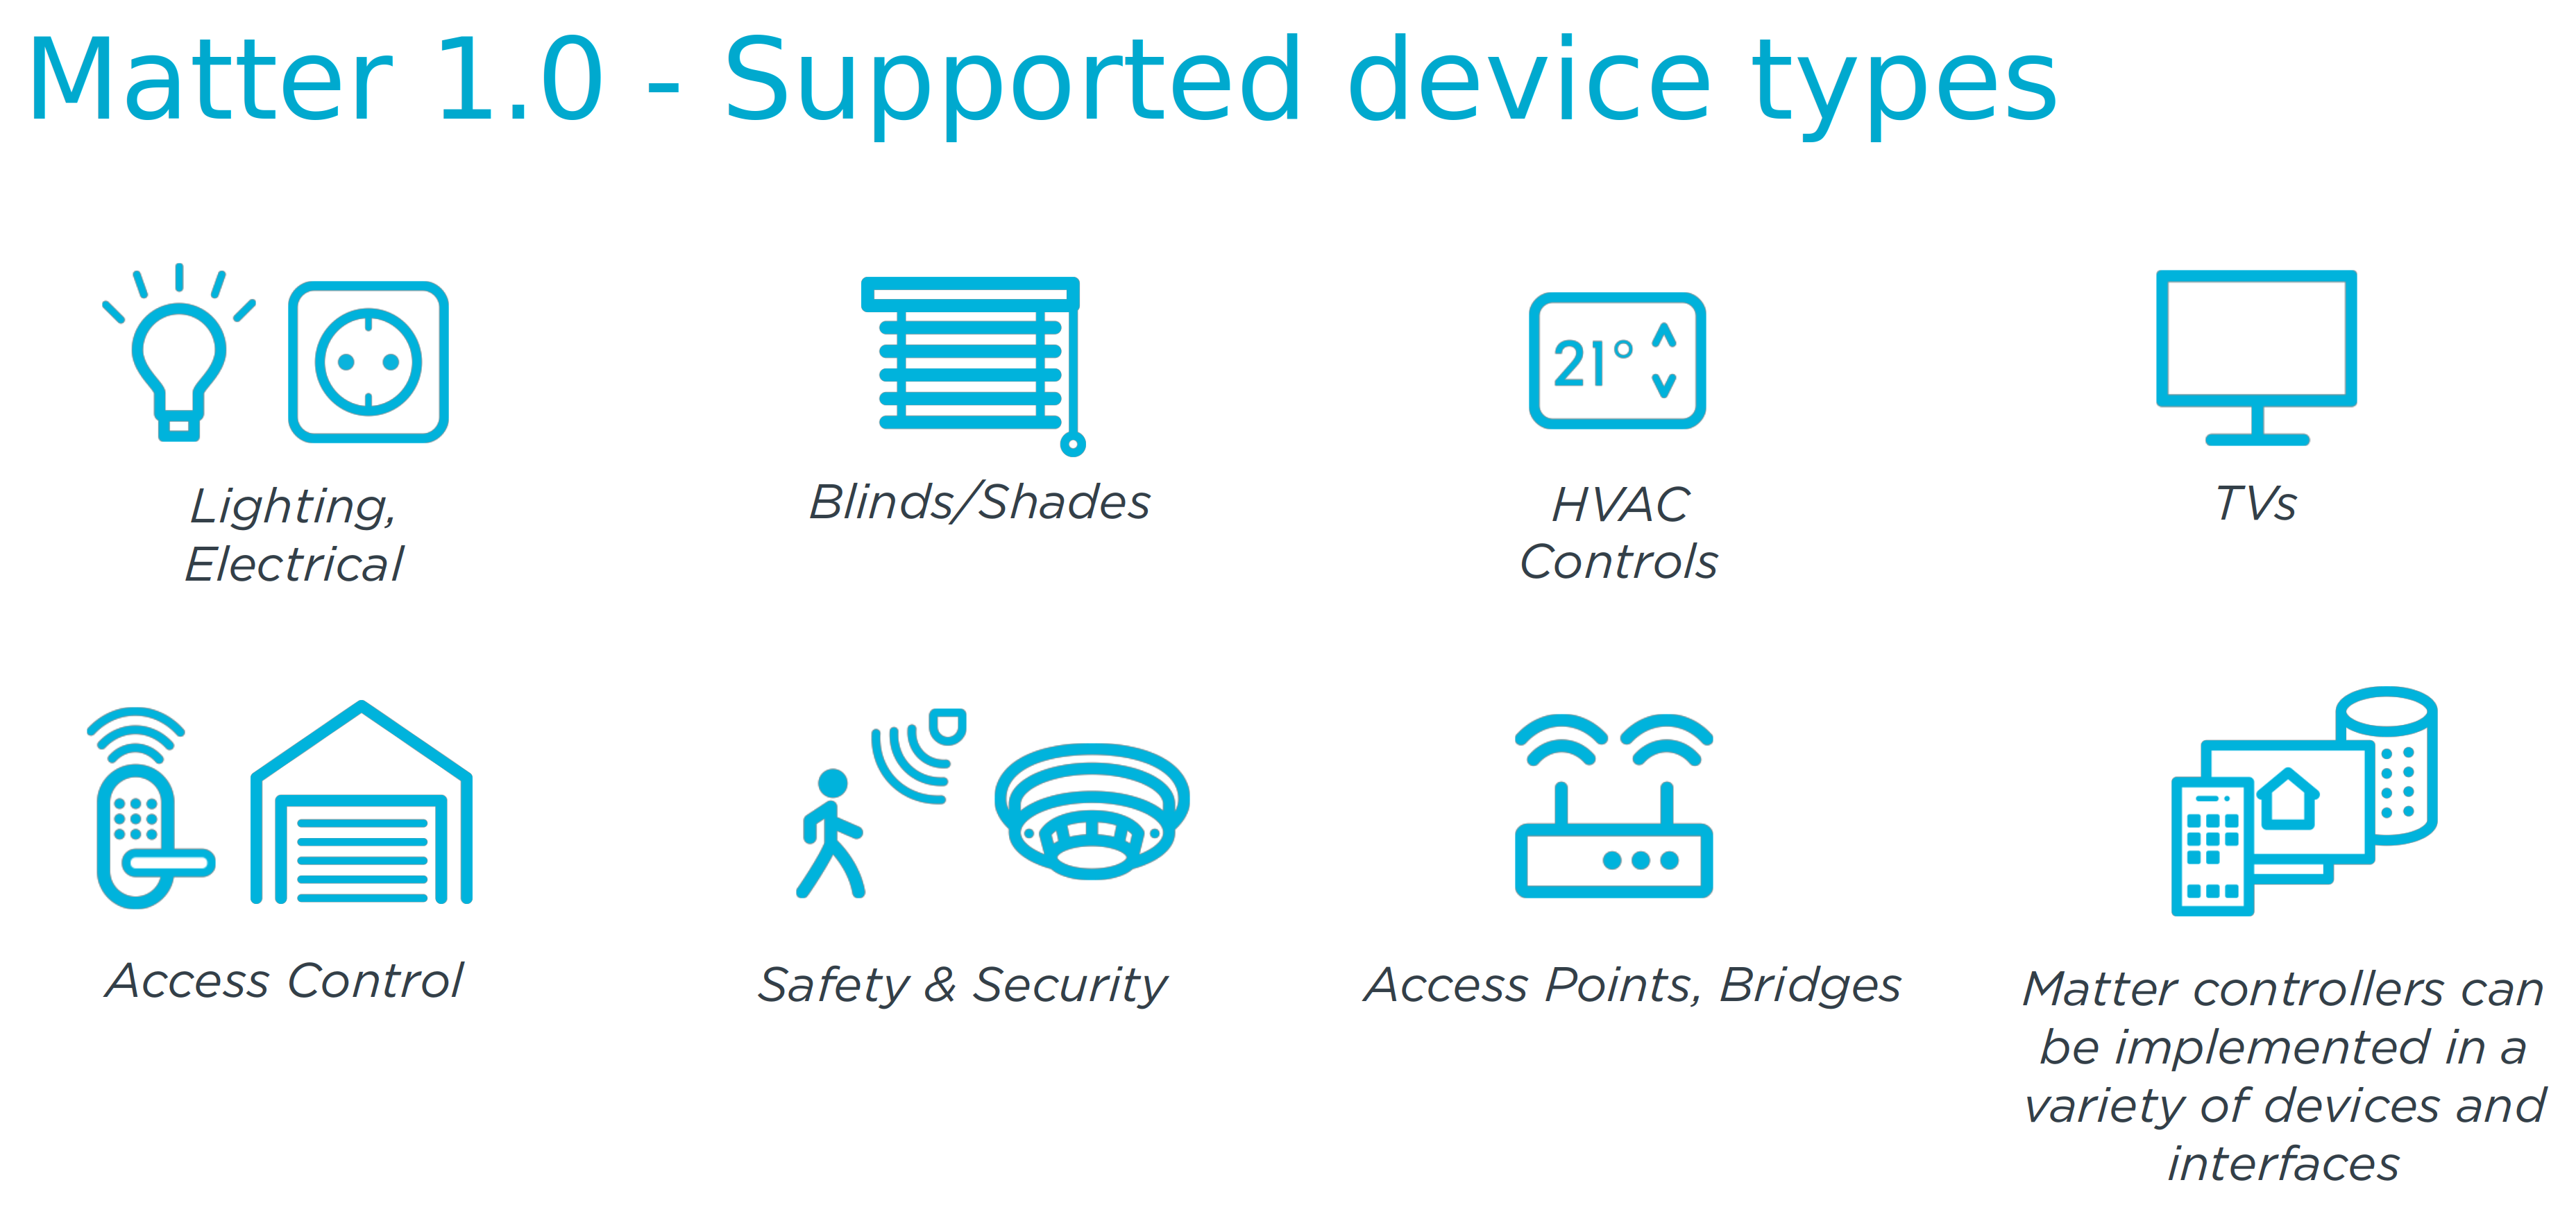 Matter 1.0 - Supported device types
21°
Lighting,
Electrical
Blinds/Shades
HVAC
Controls
TVs
Access Control
Safety & Security
Access Points, Bridges
Matter controllers can
be implemented in a
variety of devices and
interfaces